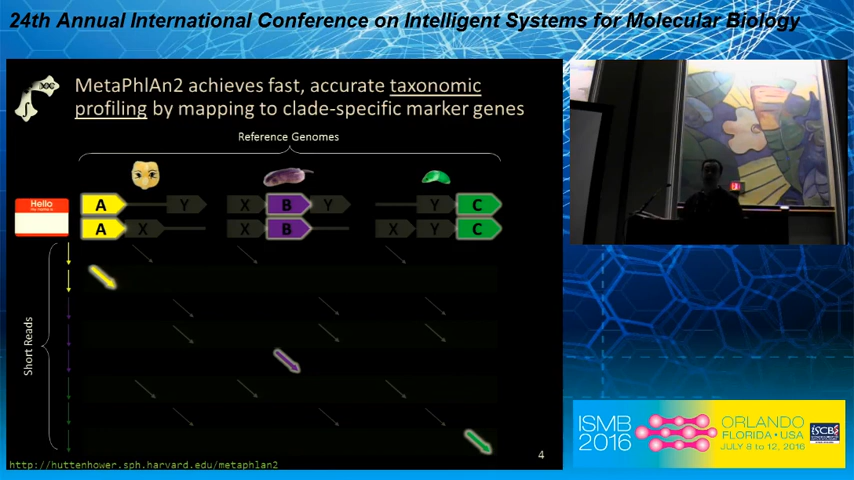 24th Annual International Conference on Intelligent Systems for Molecular Biology
MetaPhlAn2 achieves fast, accurate taxonomic
profiling by mapping to clade-specific marker genes
Reference Genomes
Hello
A Y X B Y Y C
A X X B X Y C
Short Reads
4
http://huttenhower.sph.harvard.edu/metaphlan2
ISMB
2016
ORLANDO
FLORIDA • USA
JULY 8 to 12, 2016
ISCB